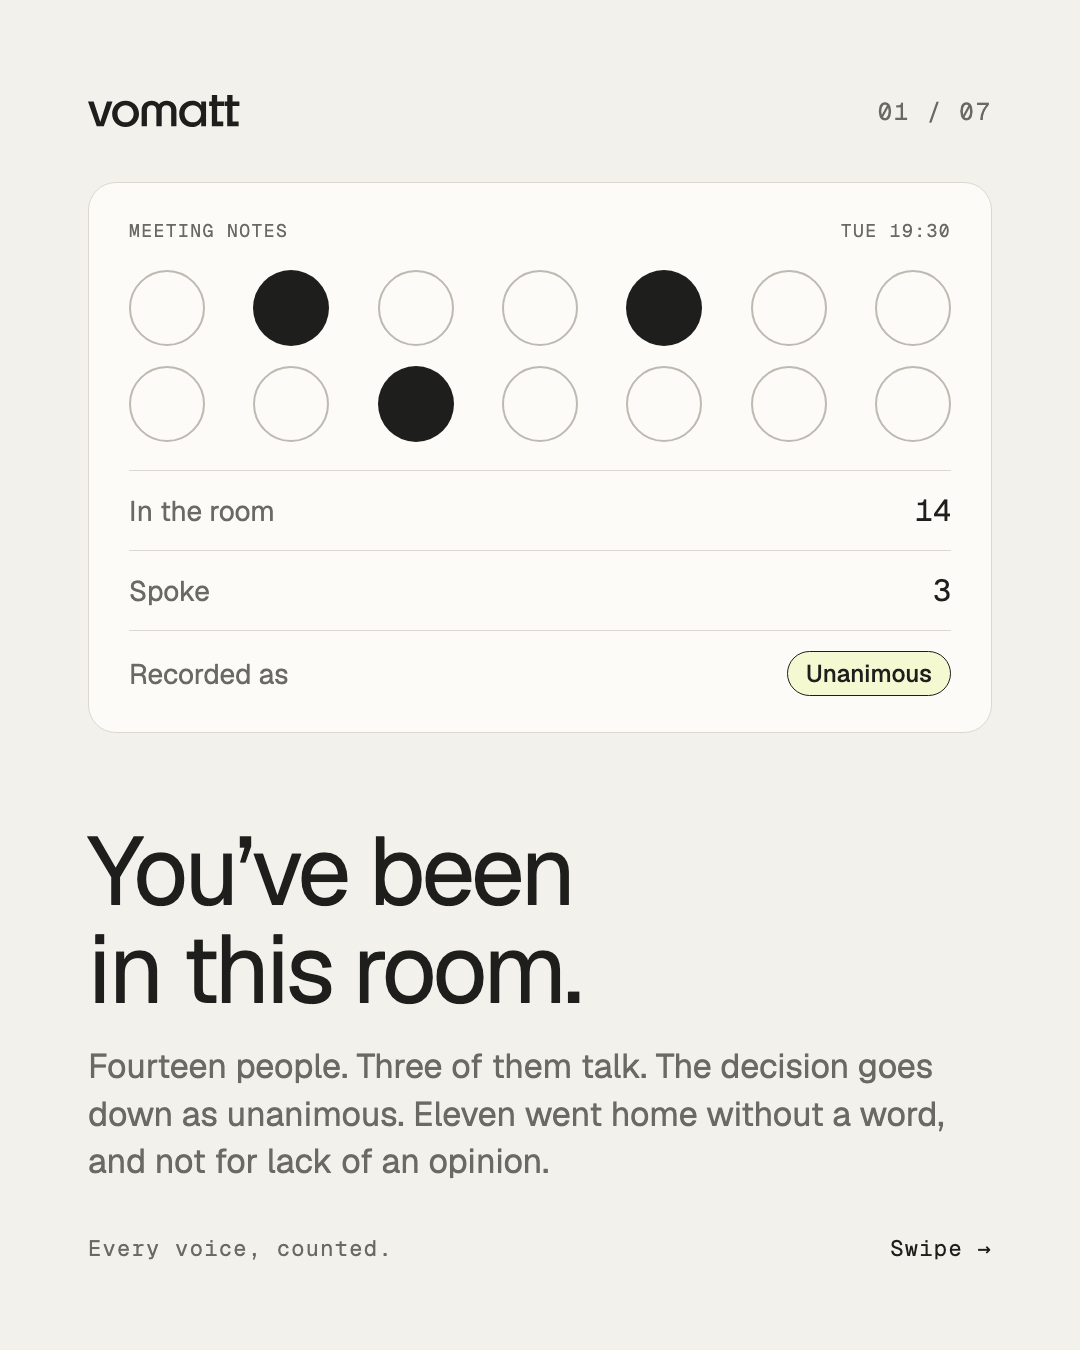 vomatt
01 / 07
MEETING NOTES
TUE 19:30
In the room
14
Spoke
3
Recorded as
Unanimous
You’ve been
in this room.
Fourteen people. Three of them talk. The decision goes
down as unanimous. Eleven went home without a word,
and not for lack of an opinion.
Every voice, counted.
Swipe →